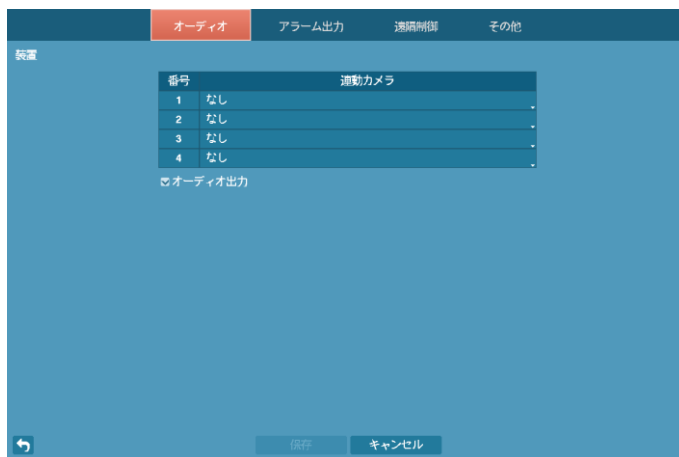 オーディオ アラーム出力 遠隔制御 その他
装置
番号 連動カメラ
1 なし
2 なし
3 なし
4 なし
オーディオ出力
保存 キャンセル